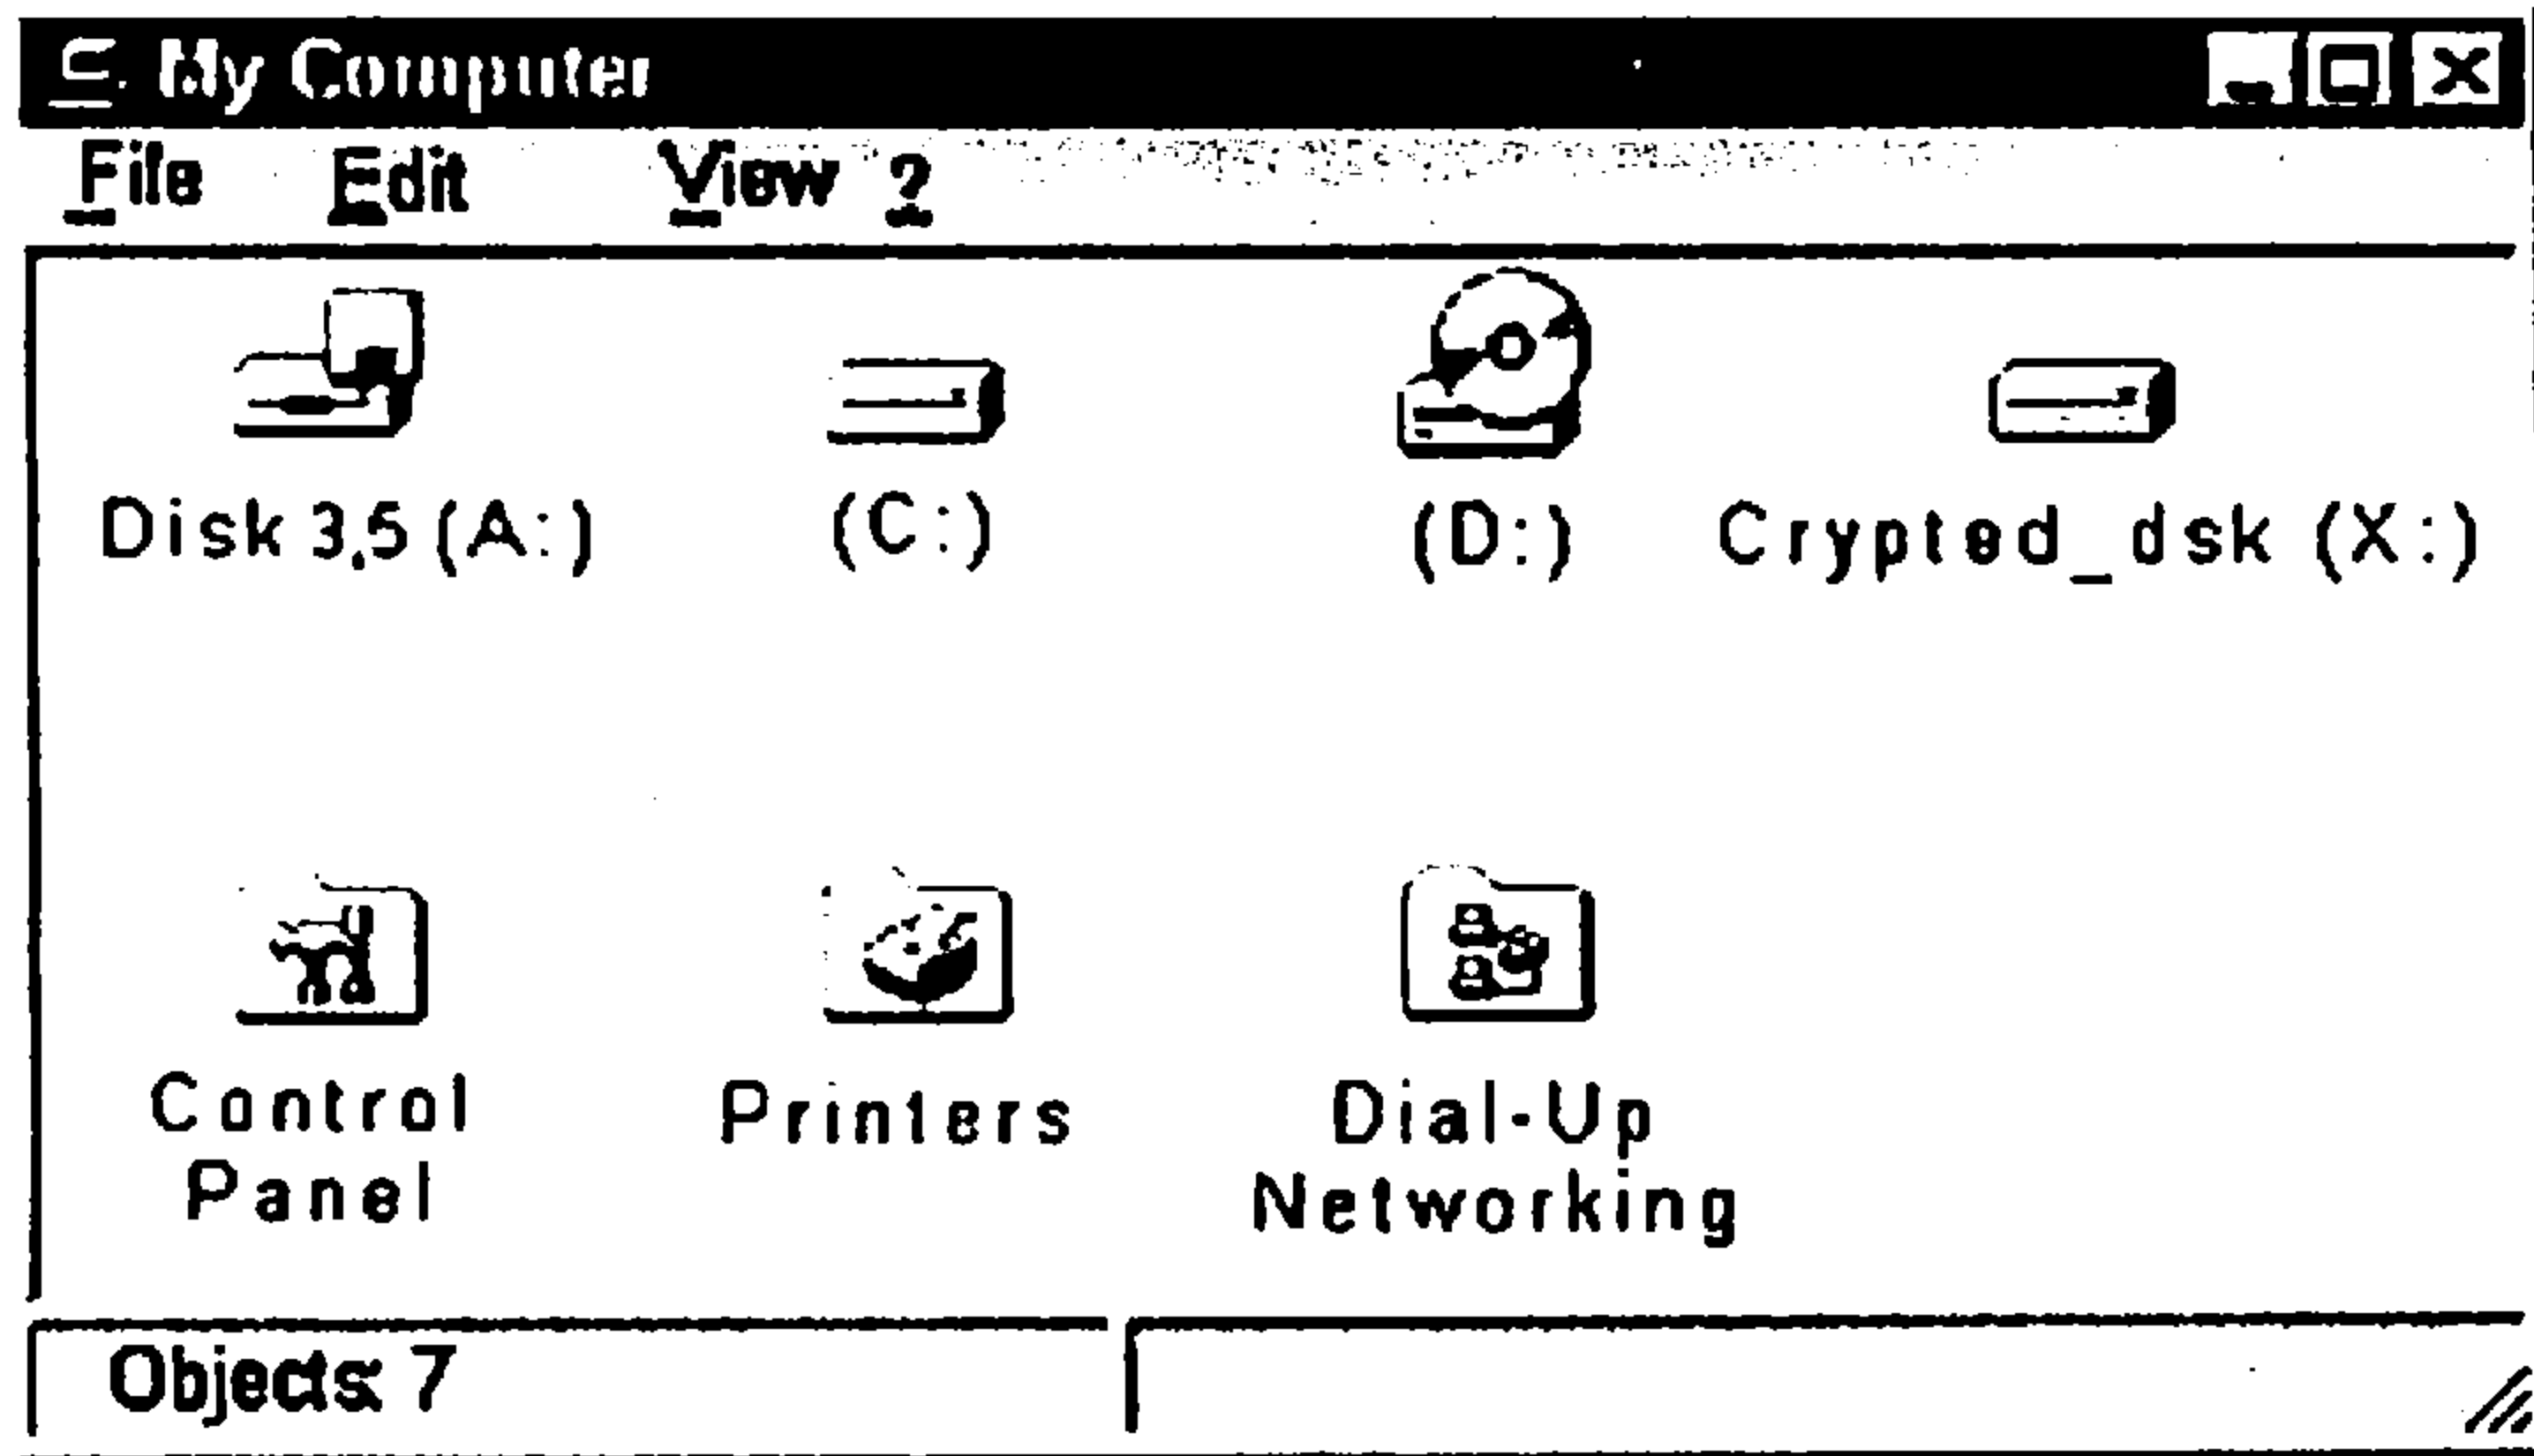 My Computer
File Edit View ?
Disk 3,5 (A:) (C:) (D:) Crypted_dsk (X:)
Control Panel Printers Dial-Up Networking
Objects: 7